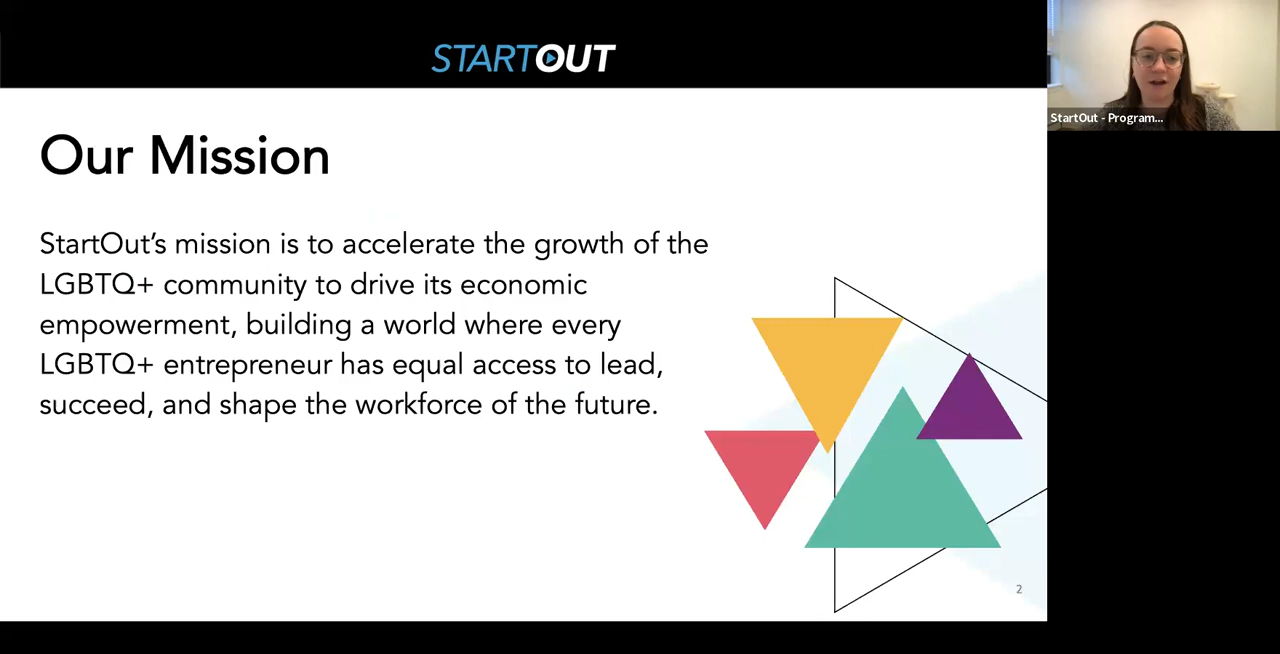 STARTOUT
StartOut - Program...
Our Mission
StartOut’s mission is to accelerate the growth of the
LGBTQ+ community to drive its economic
empowerment, building a world where every
LGBTQ+ entrepreneur has equal access to lead,
succeed, and shape the workforce of the future.
2